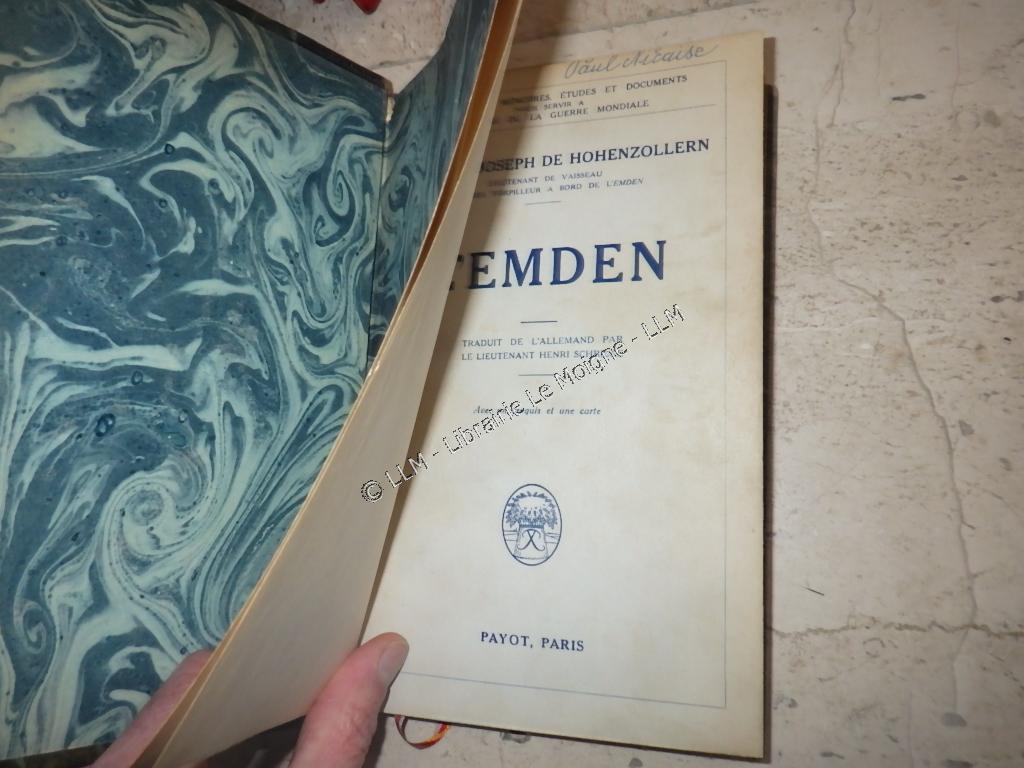 Paul Nicaise
MÉMOIRES, ÉTUDES ET DOCUMENTS
SERVIR A
DE LA GUERRE MONDIALE
JOSEPH DE HOHENZOLLERN
LIEUTENANT DE VAISSEAU
TORPILLEUR A BORD DE L'EMDEN
L'EMDEN
TRADUIT DE L'ALLEMAND PAR
LE LIEUTENANT HENRI
Avec et une carte
PAYOT, PARIS
© LLM - Librairie Le Moigne - LLM